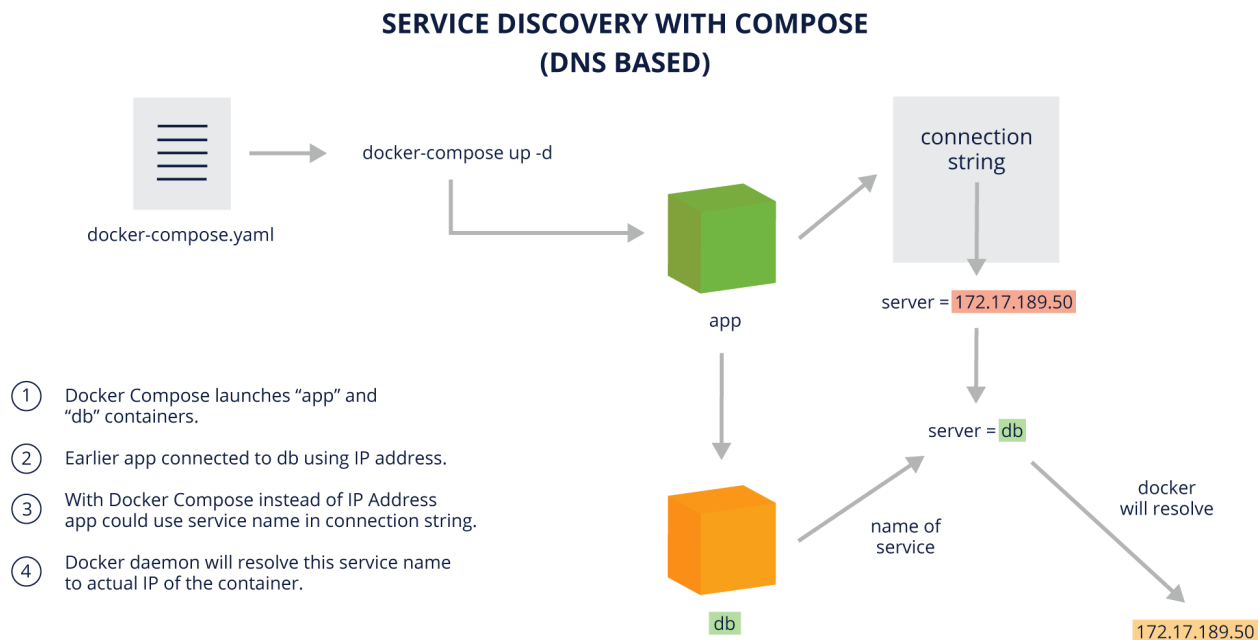 SERVICE DISCOVERY WITH COMPOSE
(DNS BASED)
docker-compose.yaml
docker-compose up -d
app
connection
string
server = 172.17.189.50
server = db
name of
service
docker
will resolve
172.17.189.50
db
1 Docker Compose launches “app” and
“db” containers.
2 Earlier app connected to db using IP address.
3 With Docker Compose instead of IP Address
app could use service name in connection string.
4 Docker daemon will resolve this service name
to actual IP of the container.